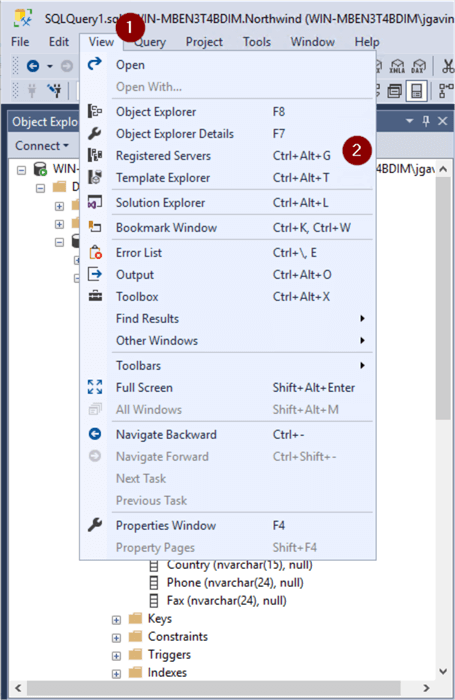 SQLQuery1.sql WIN-MBEN3T4BDIM.Northwind (WIN-MBEN3T4BDIM\jgavin
1
File Edit View Query Project Tools Window Help
XMLA DAX
Object Explo
Connect
WIN- T4BDIM\jgav
D
Open
Open With...
Object Explorer F8
Object Explorer Details F7
Registered Servers Ctrl+Alt+G
2
Template Explorer Ctrl+Alt+T
Solution Explorer Ctrl+Alt+L
Bookmark Window Ctrl+K, Ctrl+W
Error List Ctrl+\, E
Output Ctrl+Alt+O
Toolbox Ctrl+Alt+X
Find Results
Other Windows
Toolbars
Full Screen Shift+Alt+Enter
All Windows Shift+Alt+M
Navigate Backward Ctrl+-
Navigate Forward Ctrl+Shift+-
Next Task
Previous Task
Properties Window F4
Property Pages Shift+F4
Country (nvarchar(15), null)
Phone (nvarchar(24), null)
Fax (nvarchar(24), null)
Keys
Constraints
Triggers
Indexes